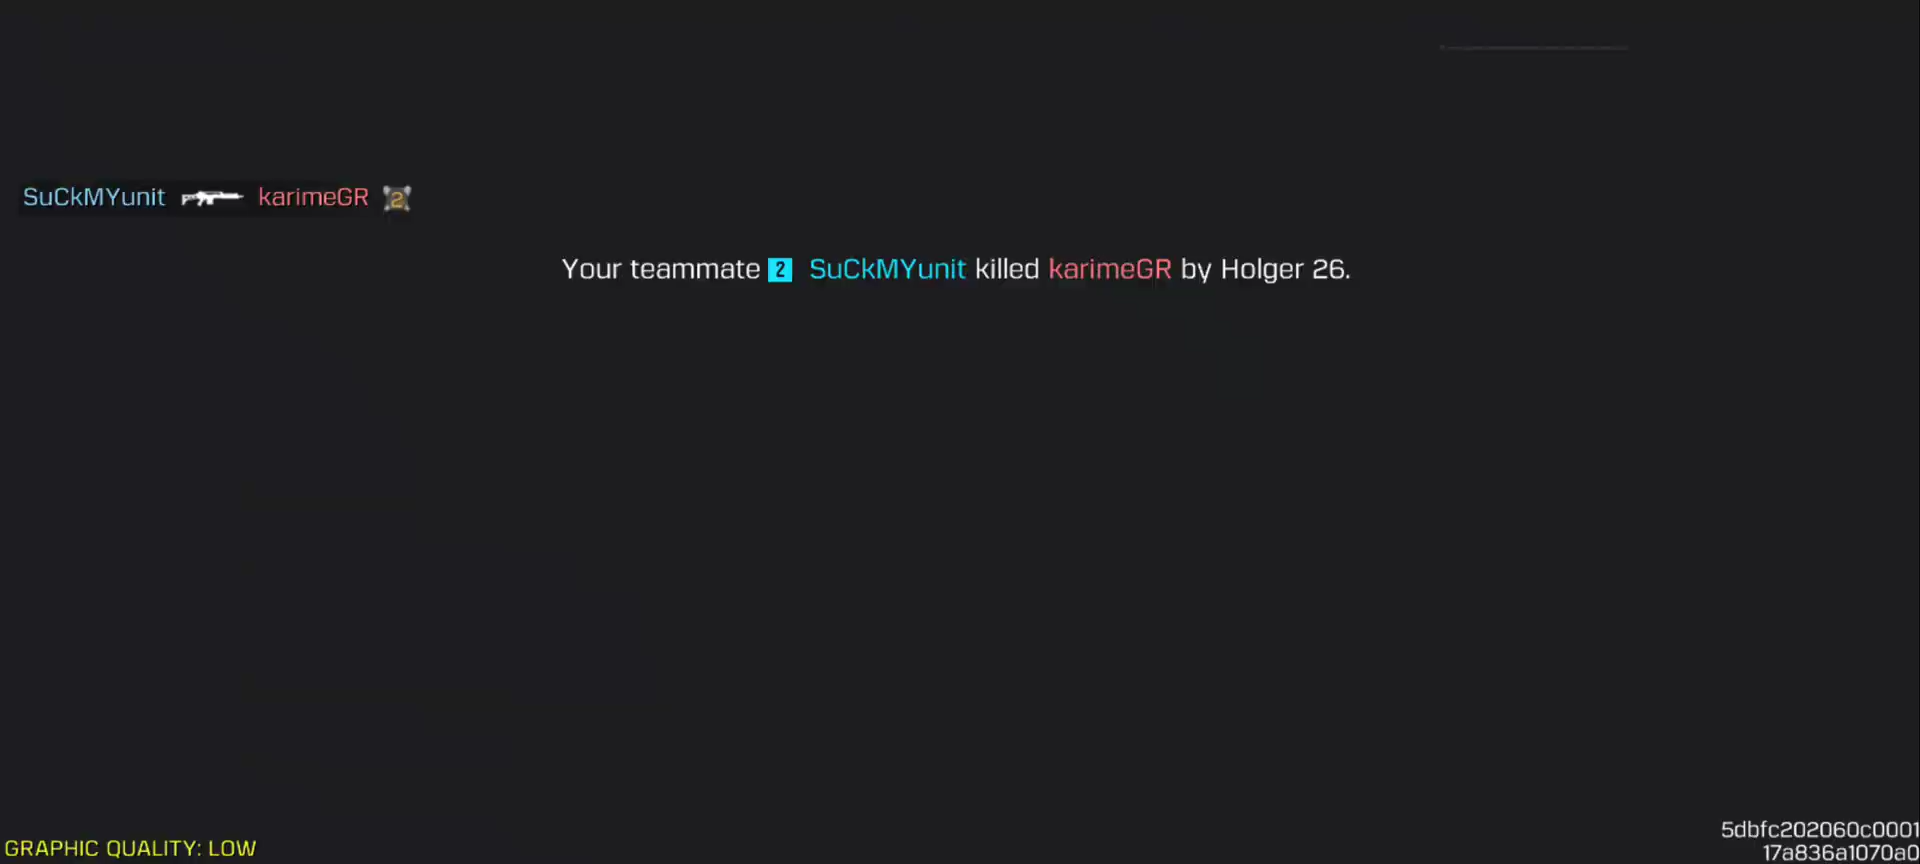 SuCkMYunit karimeGR 2
Your teammate 2 SuCkMYunit killed karimeGR by Holger 26.
5dbfc202060c0001
17a836a1070a0
GRAPHIC QUALITY: LOW